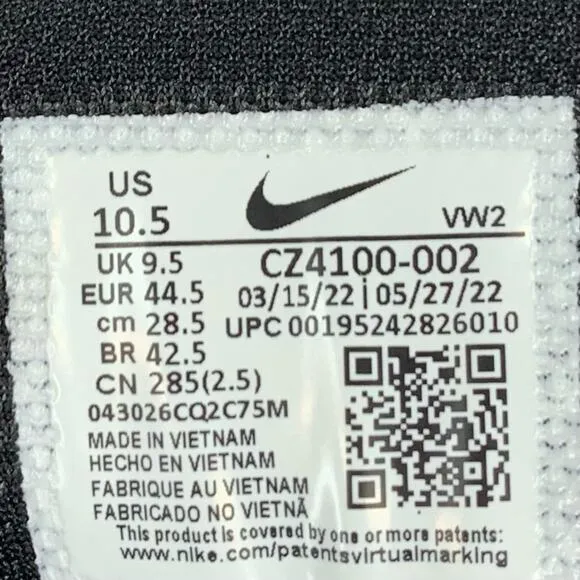 US
10.5 VW2
UK 9.5 CZ4100-002
EUR 44.5 03/15/22 | 05/27/22
cm 28.5 UPC 00195242826010
BR 42.5
CN 285(2.5)
043026CQ2C75M
MADE IN VIETNAM
HECHO EN VIETNAM
FABRIQUE AU VIETNAM
FABRICADO NO VIETNÃ
This product is covered by one or more patents:
www.nike.com/patentsvirtualmarking